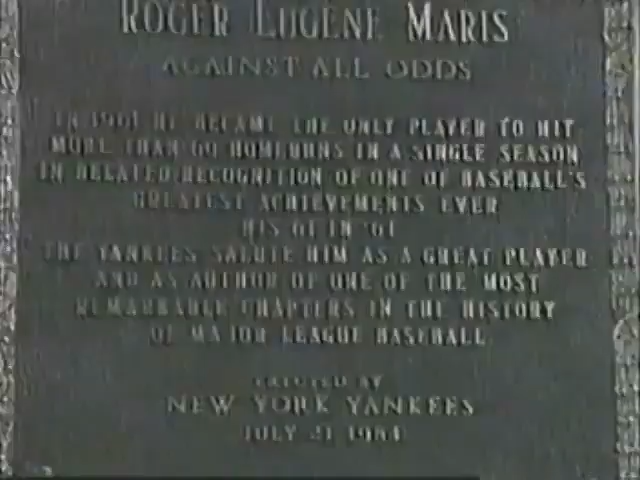 ROGER EUGENE MARIS
AGAINST ALL ODDS
IN 1961 HE BECAME THE ONLY PLAYER TO HIT
MORE THAN 60 HOMERUNS IN A SINGLE SEASON
IN BELATED RECOGNITION OF ONE OF BASEBALL'S
GREATEST ACHIEVEMENTS EVER
HIS 61 IN '61
THE YANKEES SALUTE HIM AS A GREAT PLAYER
AND AS AUTHOR OF ONE OF THE MOST
REMARKABLE CHAPTERS IN THE HISTORY
OF MAJOR LEAGUE BASEBALL
ERECTED BY
NEW YORK YANKEES
JULY 21 1984